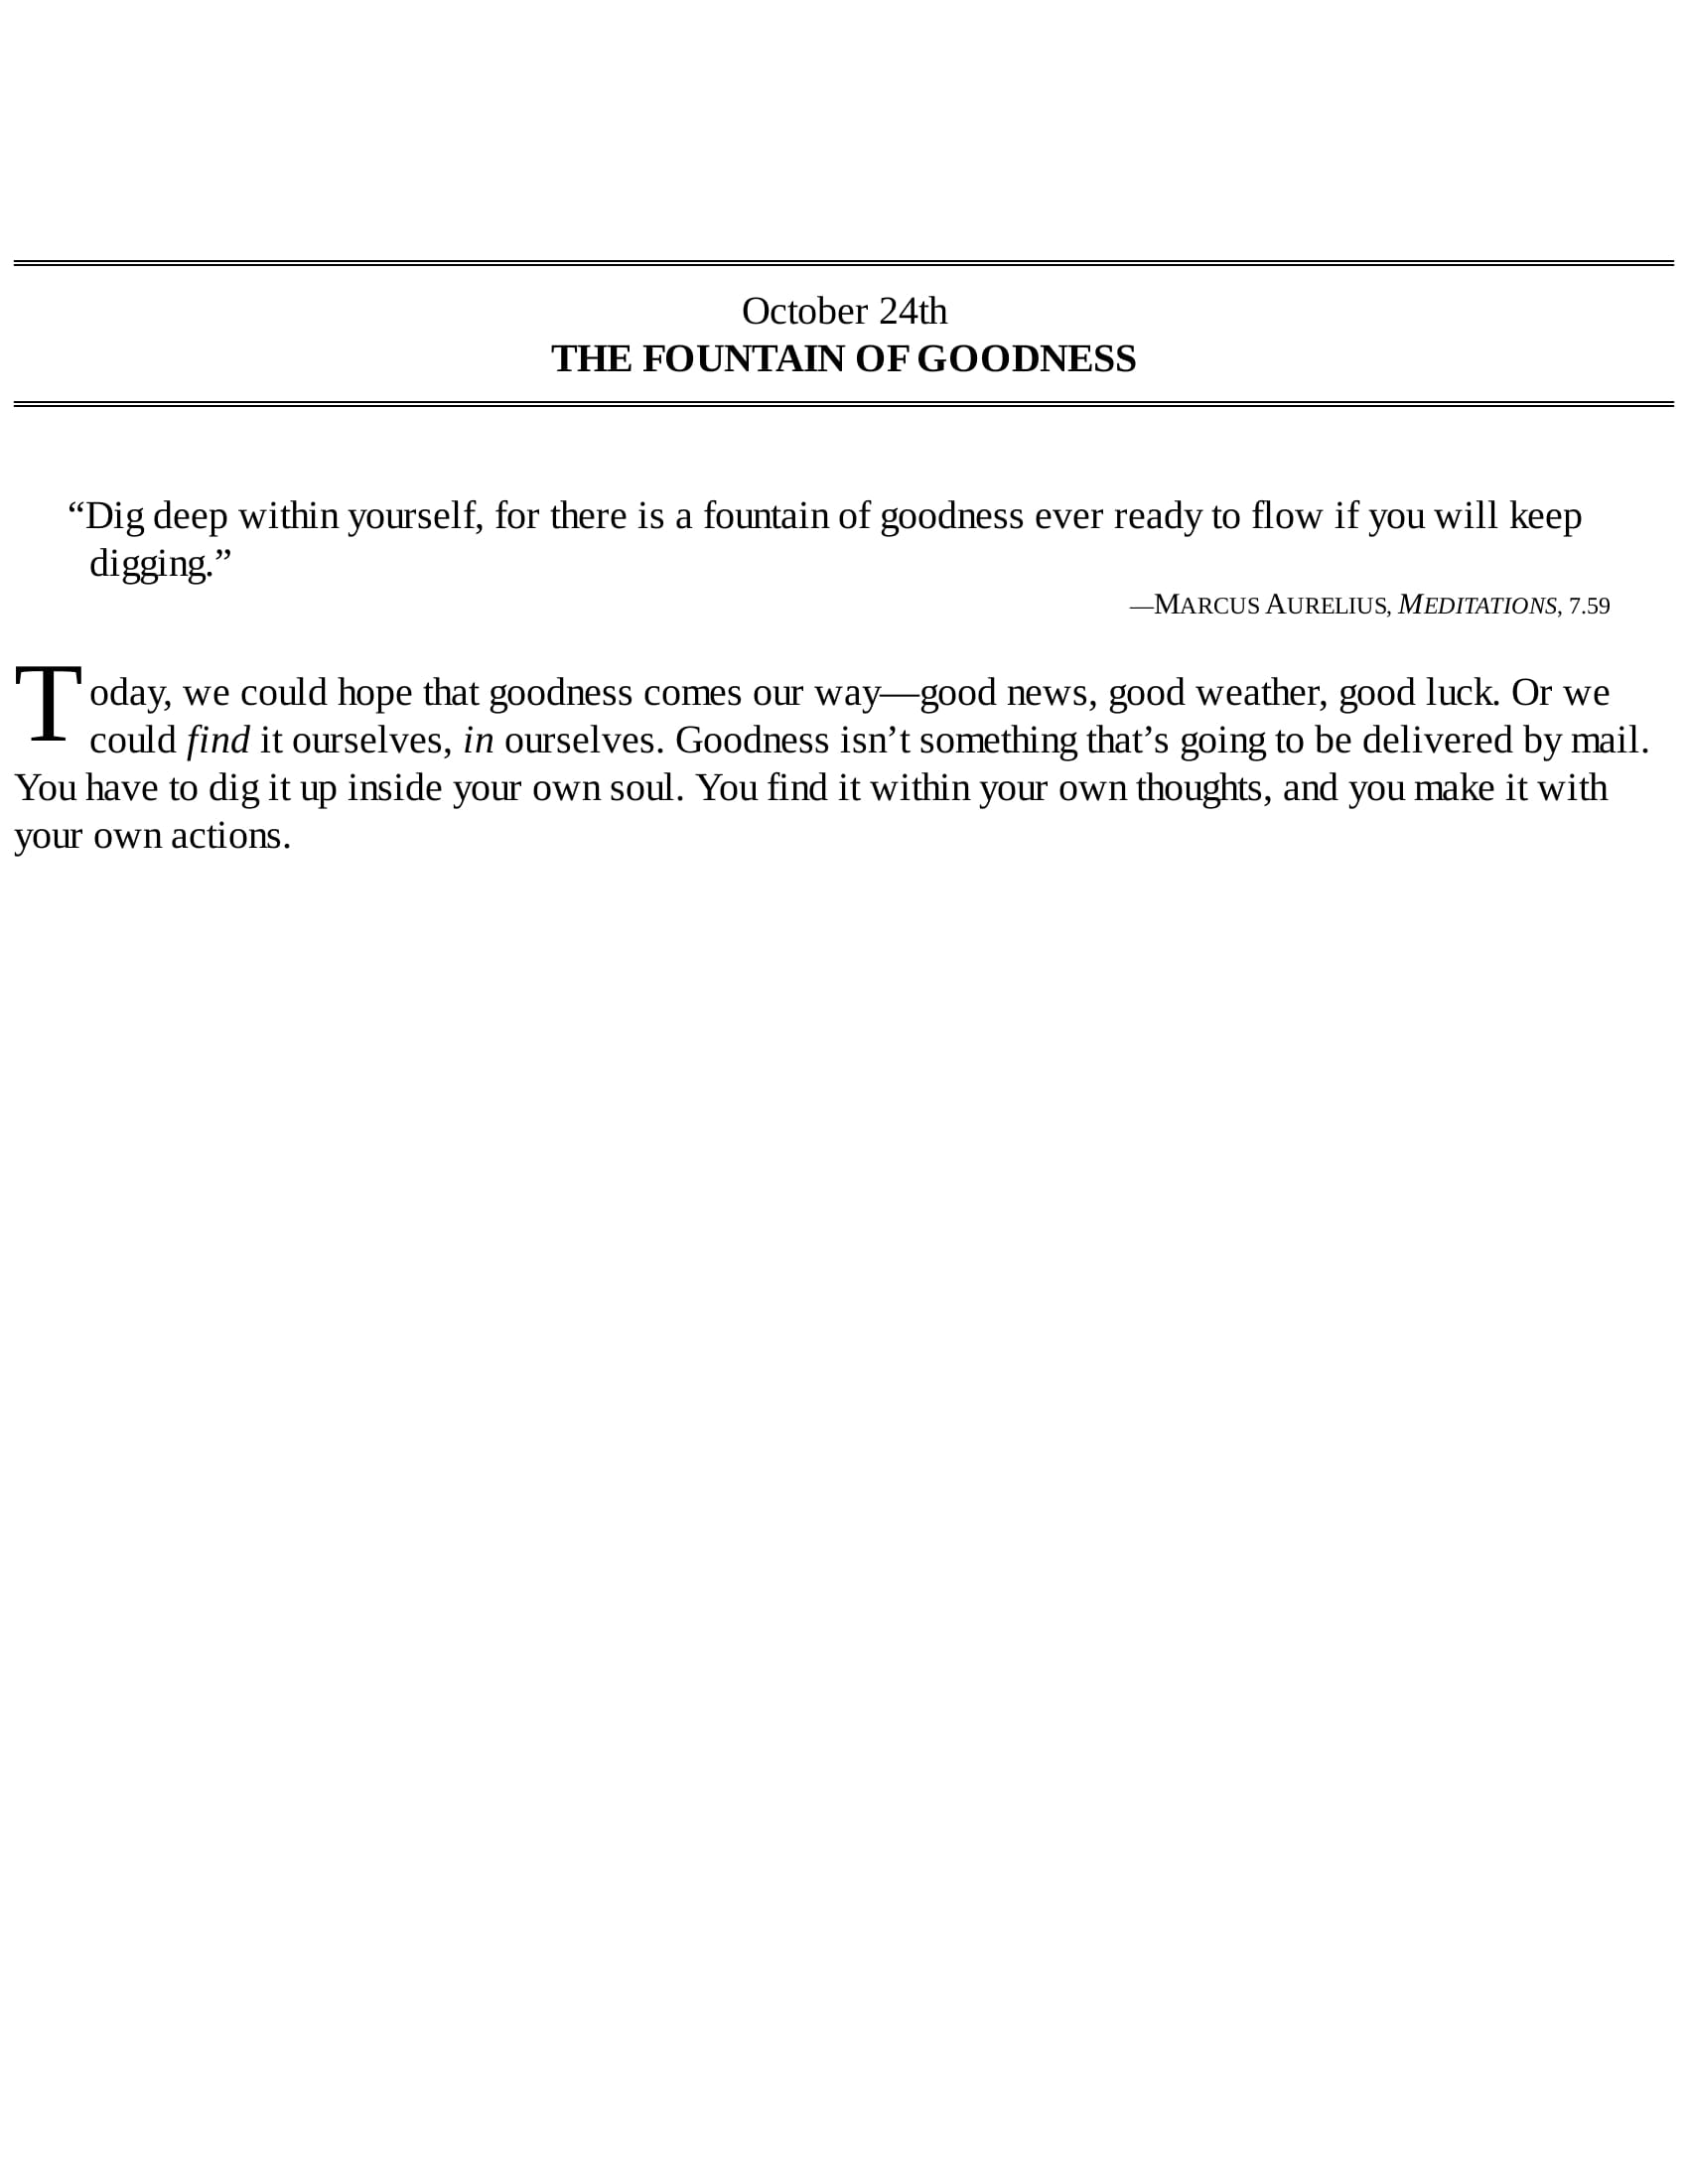 October 24th
THE FOUNTAIN OF GOODNESS
“Dig deep within yourself, for there is a fountain of goodness ever ready to flow if you will keep
digging.”
—MARCUS AURELIUS, MEDITATIONS, 7.59
Today, we could hope that goodness comes our way—good news, good weather, good luck. Or we
could find it ourselves, in ourselves. Goodness isn’t something that’s going to be delivered by mail.
You have to dig it up inside your own soul. You find it within your own thoughts, and you make it with
your own actions.